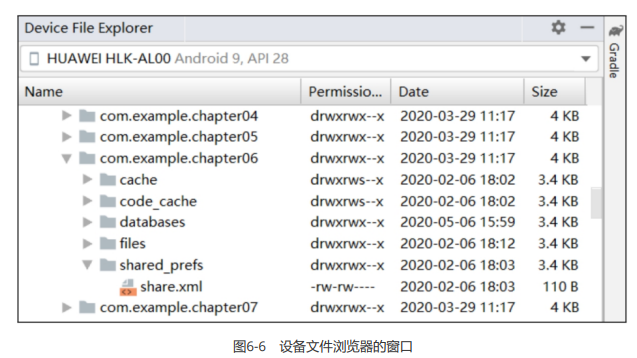 Device File Explorer
HUAWEI HLK-AL00 Android 9, API 28
Gradle
Name Permissio... Date Size
com.example.chapter04 drwxrwx--x 2020-03-29 11:17 4 KB
com.example.chapter05 drwxrwx--x 2020-03-29 11:17 4 KB
com.example.chapter06 drwxrwx--x 2020-03-29 11:17 4 KB
cache drwxrws--x 2020-02-06 18:02 3.4 KB
code_cache drwxrws--x 2020-02-06 18:02 3.4 KB
databases drwxrwx--x 2020-05-06 15:59 3.4 KB
files drwxrwx--x 2020-02-06 18:12 3.4 KB
shared_prefs drwxrwx--x 2020-02-06 18:03 3.4 KB
share.xml -rw-rw---- 2020-02-06 18:03 110 B
com.example.chapter07 drwxrwx--x 2020-03-29 11:17 4 KB
图6-6 设备文件浏览器的窗口